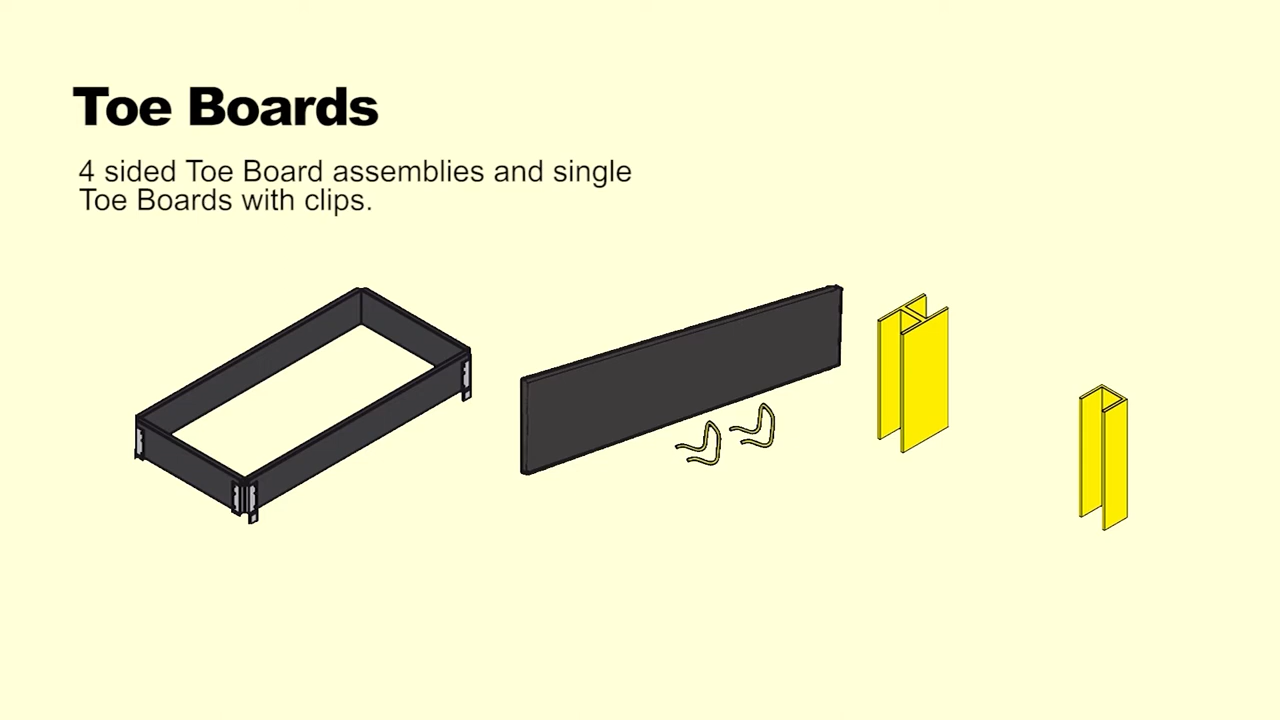 Toe Boards
4 sided Toe Board assemblies and single
Toe Boards with clips.